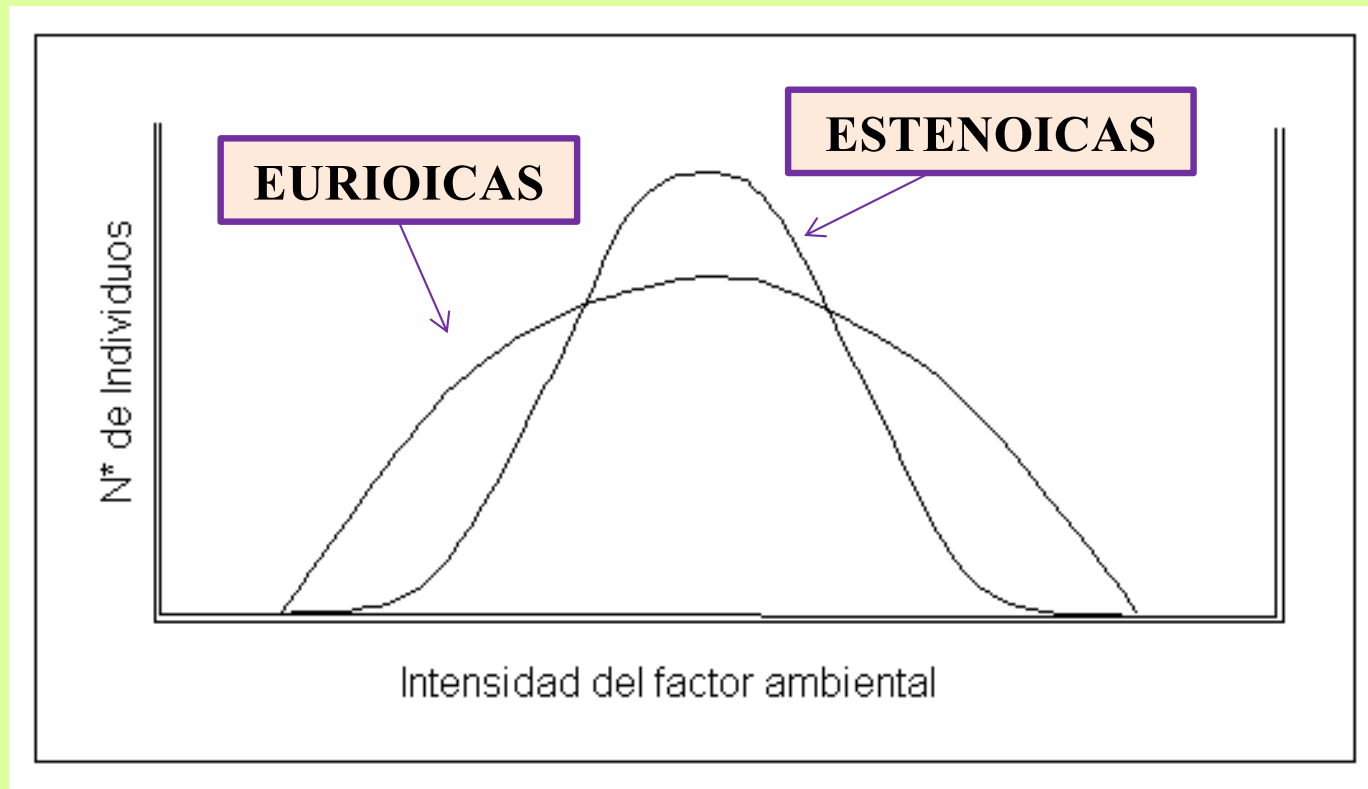 ESTENOICAS
EURIOICAS
N* de Individuos
Intensidad del factor ambiental